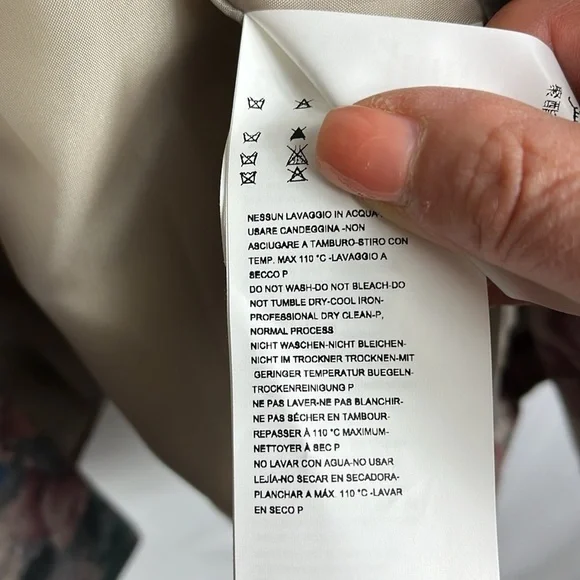 NESSUN LAVAGGIO IN ACQUA
USARE CANDEGGINA -NON
ASCIUGARE A TAMBURO-STIRO CON
TEMP. MAX 110 °C -LAVAGGIO A
SECCO P
DO NOT WASH-DO NOT BLEACH-DO
NOT TUMBLE DRY-COOL IRON-
PROFESSIONAL DRY CLEAN-P,
NORMAL PROCESS
NICHT WASCHEN-NICHT BLEICHEN-
NICHT IM TROCKNER TROCKNEN-MIT
GERINGER TEMPERATUR BUEGELN-
TROCKENREINIGUNG P
NE PAS LAVER-NE PAS BLANCHIR-
NE PAS SÉCHER EN TAMBOUR-
REPASSER À 110 °C MAXIMUM-
NETTOYER À SEC P
NO LAVAR CON AGUA-NO USAR
LEJÍA-NO SECAR EN SECADORA-
PLANCHAR A MÁX. 110 °C -LAVAR
EN SECO P